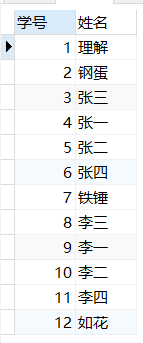 学号 姓名
1 理解
2 钢蛋
3 张三
4 张一
5 张二
6 张四
7 铁锤
8 李三
9 李一
10 李二
11 李四
12 如花